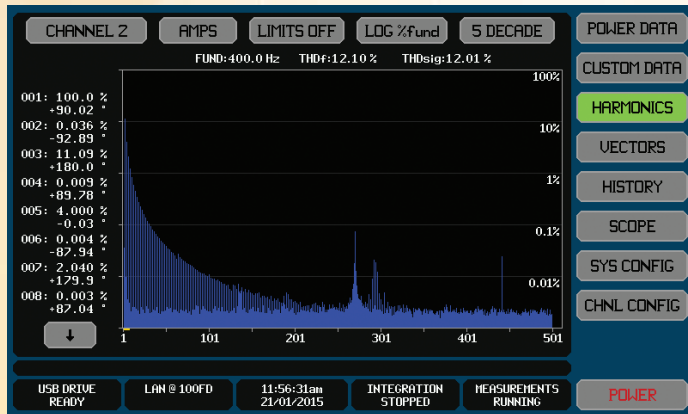 CHANNEL 2 AMPS LIMITS OFF LOG %fund 5 DECADE
FUND:400.0 Hz THDf:12.10 % THDsig:12.01 %
001: 100.0 %
+90.02 °
002: 0.036 %
-92.89 °
003: 11.09 %
+180.0 °
004: 0.009 %
+89.78 °
005: 4.000 %
-0.03 °
006: 0.004 %
-87.94 °
007: 2.040 %
+179.9 °
008: 0.003 %
+87.04 °
↓
100%
10%
1%
0.1%
0.01%
1 101 201 301 401 501
POWER DATA
CUSTOM DATA
HARMONICS
VECTORS
HISTORY
SCOPE
SYS CONFIG
CHNL CONFIG
POWER
USB DRIVE
READY
LAN @ 100FD
11:56:31am
21/01/2015
INTEGRATION
STOPPED
MEASUREMENTS
RUNNING